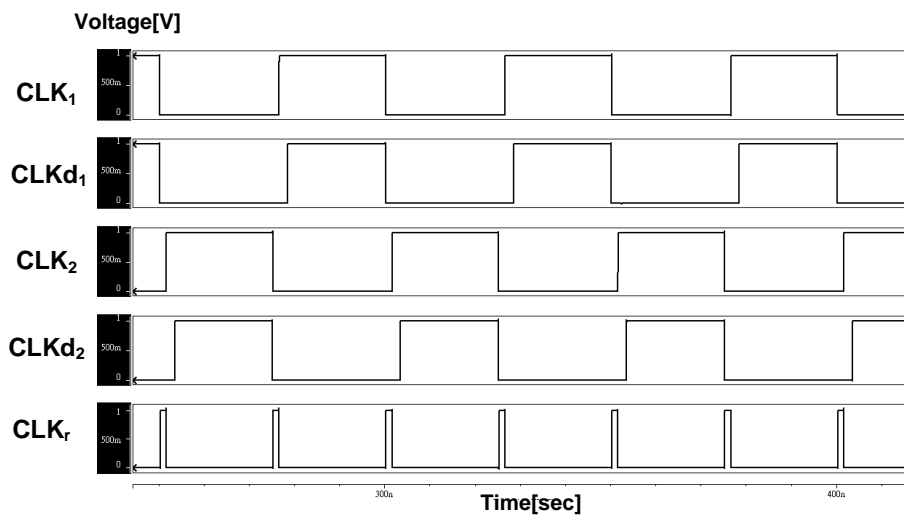 Voltage[V]
CLK₁
1
500m
0
CLKd₁
1
500m
0
CLK₂
1
500m
0
CLKd₂
1
500m
0
CLKᵣ
1
500m
0
300n
400n
Time[sec]